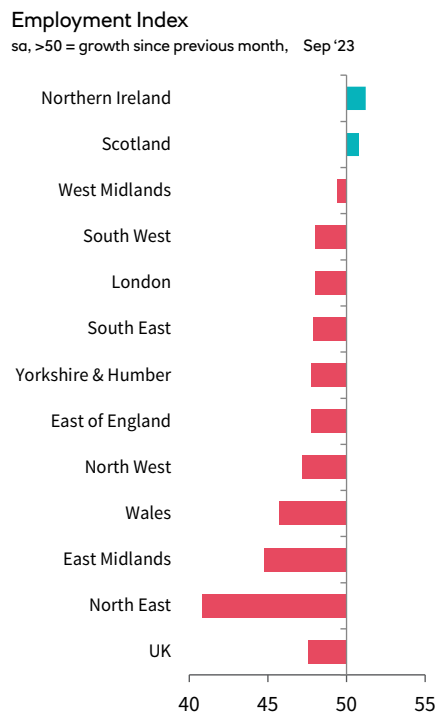 Employment Index
sa, >50 = growth since previous month, Sep ‘23
Northern Ireland
Scotland
West Midlands
South West
London
South East
Yorkshire & Humber
East of England
North West
Wales
East Midlands
North East
UK
40 45 50 55